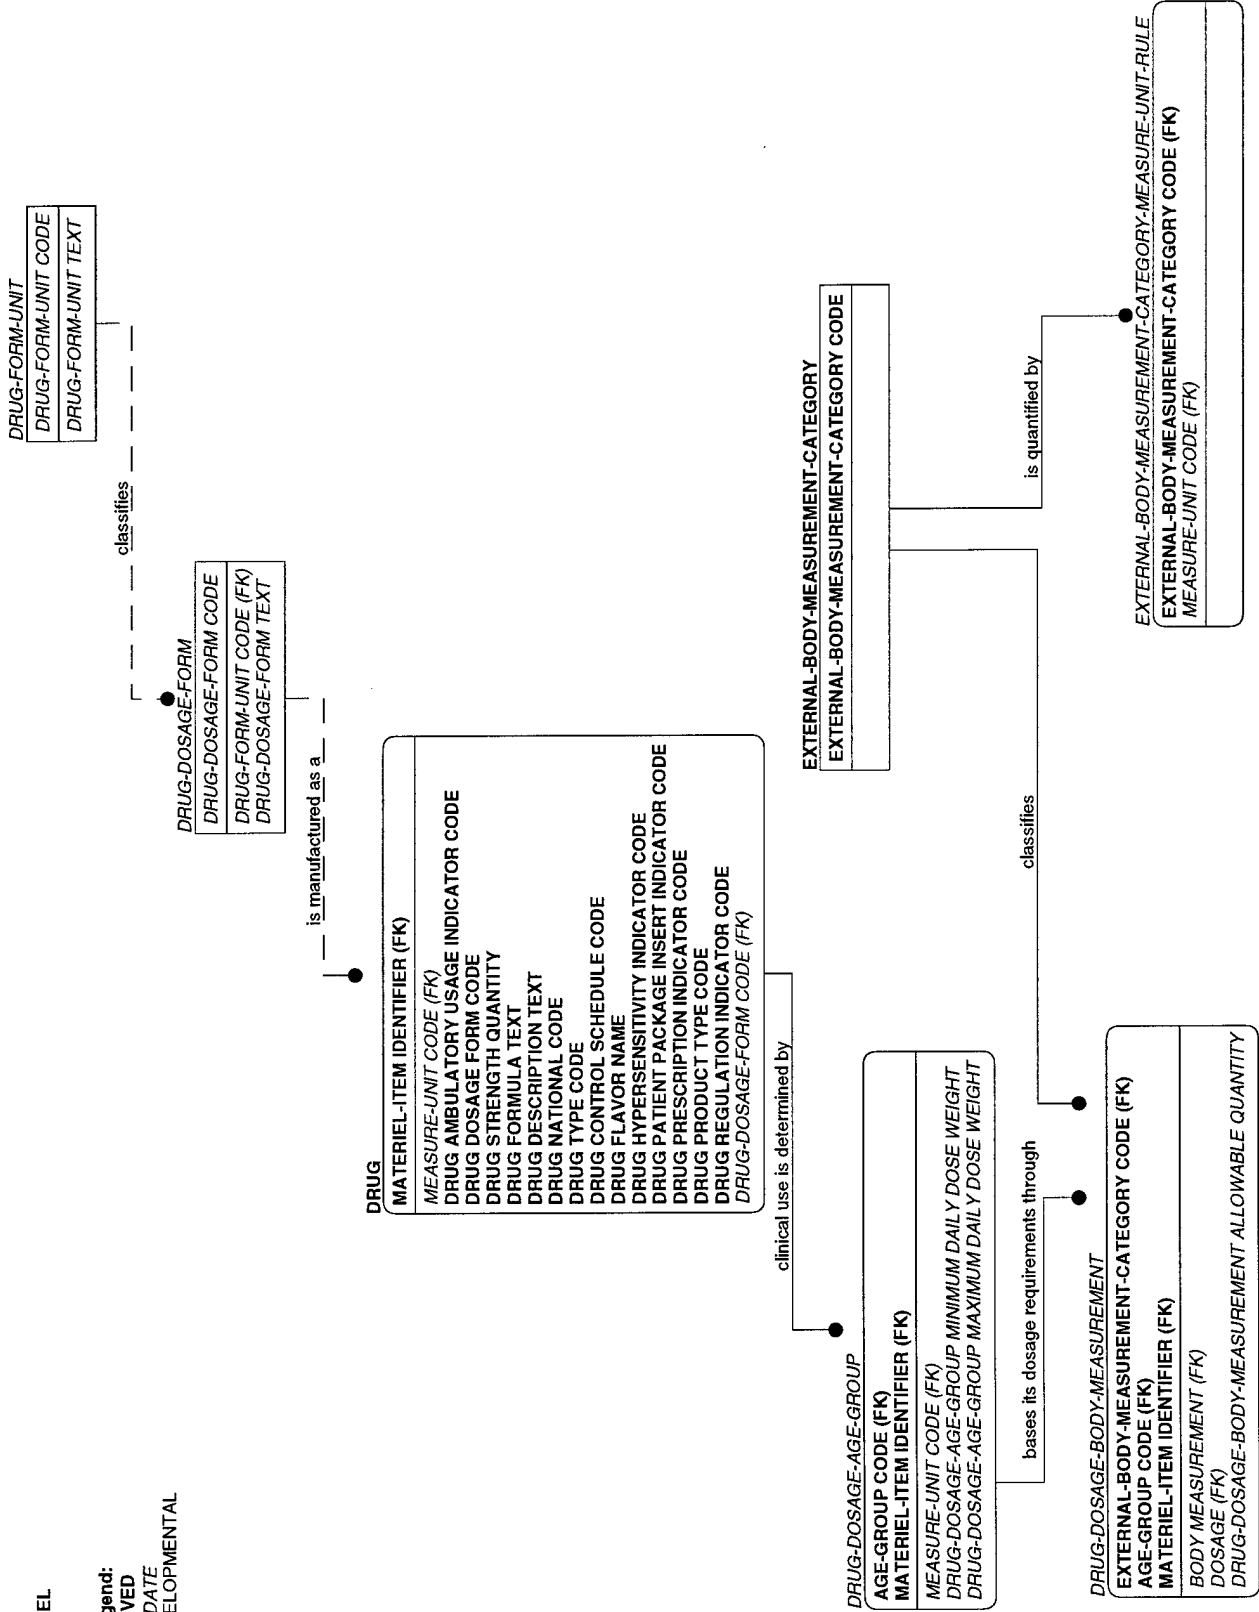 EL
gend:
VED
DATE
ELOPMENTAL
DRUG-FORM-UNIT
DRUG-FORM-UNIT CODE
DRUG-FORM-UNIT TEXT
classifies
DRUG-DOSAGE-FORM
DRUG-DOSAGE-FORM CODE
DRUG-FORM-UNIT CODE (FK)
DRUG-DOSAGE-FORM TEXT
is manufactured as a
DRUG
MATERIEL-ITEM IDENTIFIER (FK)
MEASURE-UNIT CODE (FK)
DRUG AMBULATORY USAGE INDICATOR CODE
DRUG DOSAGE FORM CODE
DRUG STRENGTH QUANTITY
DRUG FORMULA TEXT
DRUG DESCRIPTION TEXT
DRUG NATIONAL CODE
DRUG TYPE CODE
DRUG CONTROL SCHEDULE CODE
DRUG FLAVOR NAME
DRUG HYPERSENSITIVITY INDICATOR CODE
DRUG PATIENT PACKAGE INSERT INDICATOR CODE
DRUG PRESCRIPTION INDICATOR CODE
DRUG PRODUCT TYPE CODE
DRUG REGULATION INDICATOR CODE
DRUG-DOSAGE-FORM CODE (FK)
clinical use is determined by
DRUG-DOSAGE-AGE-GROUP
AGE-GROUP CODE (FK)
MATERIEL-ITEM IDENTIFIER (FK)
MEASURE-UNIT CODE (FK)
DRUG-DOSAGE-AGE-GROUP MINIMUM DAILY DOSE WEIGHT
DRUG-DOSAGE-AGE-GROUP MAXIMUM DAILY DOSE WEIGHT
bases its dosage requirements through
EXTERNAL-BODY-MEASUREMENT-CATEGORY
EXTERNAL-BODY-MEASUREMENT-CATEGORY CODE
classifies
is quantified by
DRUG-DOSAGE-BODY-MEASUREMENT
EXTERNAL-BODY-MEASUREMENT-CATEGORY CODE (FK)
AGE-GROUP CODE (FK)
MATERIEL-ITEM IDENTIFIER (FK)
BODY MEASUREMENT (FK)
DOSAGE (FK)
DRUG-DOSAGE-BODY-MEASUREMENT ALLOWABLE QUANTITY
EXTERNAL-BODY-MEASUREMENT-CATEGORY-MEASURE-UNIT-RULE
EXTERNAL-BODY-MEASUREMENT-CATEGORY CODE (FK)
MEASURE-UNIT CODE (FK)